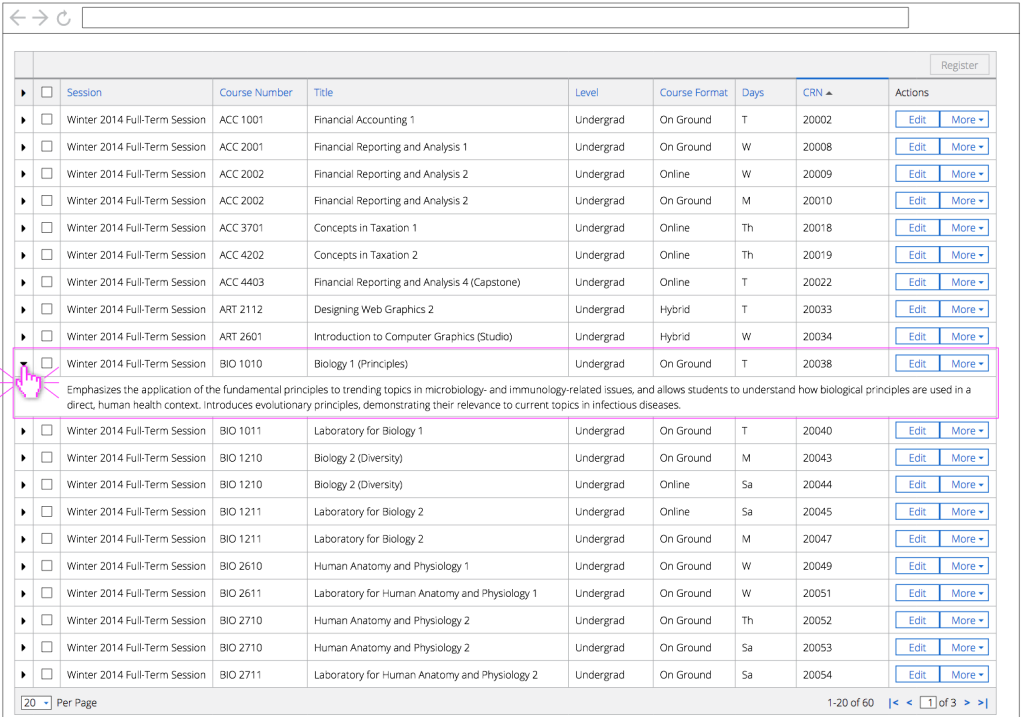 Register
Session Course Number Title Level Course Format Days CRN Actions
Winter 2014 Full-Term Session ACC 1001 Financial Accounting 1 Undergrad On Ground T 20002 Edit More
Winter 2014 Full-Term Session ACC 2001 Financial Reporting and Analysis 1 Undergrad On Ground W 20008 Edit More
Winter 2014 Full-Term Session ACC 2002 Financial Reporting and Analysis 2 Undergrad Online W 20009 Edit More
Winter 2014 Full-Term Session ACC 2002 Financial Reporting and Analysis 2 Undergrad On Ground M 20010 Edit More
Winter 2014 Full-Term Session ACC 3701 Concepts in Taxation 1 Undergrad Online Th 20018 Edit More
Winter 2014 Full-Term Session ACC 4202 Concepts in Taxation 2 Undergrad Online Th 20019 Edit More
Winter 2014 Full-Term Session ACC 4403 Financial Reporting and Analysis 4 (Capstone) Undergrad Online T 20022 Edit More
Winter 2014 Full-Term Session ART 2112 Designing Web Graphics 2 Undergrad Hybrid T 20033 Edit More
Winter 2014 Full-Term Session ART 2601 Introduction to Computer Graphics (Studio) Undergrad Hybrid W 20034 Edit More
Winter 2014 Full-Term Session BIO 1010 Biology 1 (Principles) Undergrad On Ground T 20038 Edit More
Emphasizes the application of the fundamental principles to trending topics in microbiology- and immunology-related issues, and allows students to understand how biological principles are used in a
direct, human health context. Introduces evolutionary principles, demonstrating their relevance to current topics in infectious diseases.
Winter 2014 Full-Term Session BIO 1011 Laboratory for Biology 1 Undergrad On Ground T 20040 Edit More
Winter 2014 Full-Term Session BIO 1210 Biology 2 (Diversity) Undergrad On Ground M 20043 Edit More
Winter 2014 Full-Term Session BIO 1210 Biology 2 (Diversity) Undergrad Online Sa 20044 Edit More
Winter 2014 Full-Term Session BIO 1211 Laboratory for Biology 2 Undergrad Online Sa 20045 Edit More
Winter 2014 Full-Term Session BIO 1211 Laboratory for Biology 2 Undergrad On Ground M 20047 Edit More
Winter 2014 Full-Term Session BIO 2610 Human Anatomy and Physiology 1 Undergrad On Ground W 20049 Edit More
Winter 2014 Full-Term Session BIO 2611 Laboratory for Human Anatomy and Physiology 1 Undergrad On Ground W 20051 Edit More
Winter 2014 Full-Term Session BIO 2710 Human Anatomy and Physiology 2 Undergrad On Ground Th 20052 Edit More
Winter 2014 Full-Term Session BIO 2710 Human Anatomy and Physiology 2 Undergrad On Ground Sa 20053 Edit More
Winter 2014 Full-Term Session BIO 2711 Laboratory for Human Anatomy and Physiology 2 Undergrad On Ground Sa 20054 Edit More
20 Per Page 1-20 of 60 |< < 1 of 3 > >|